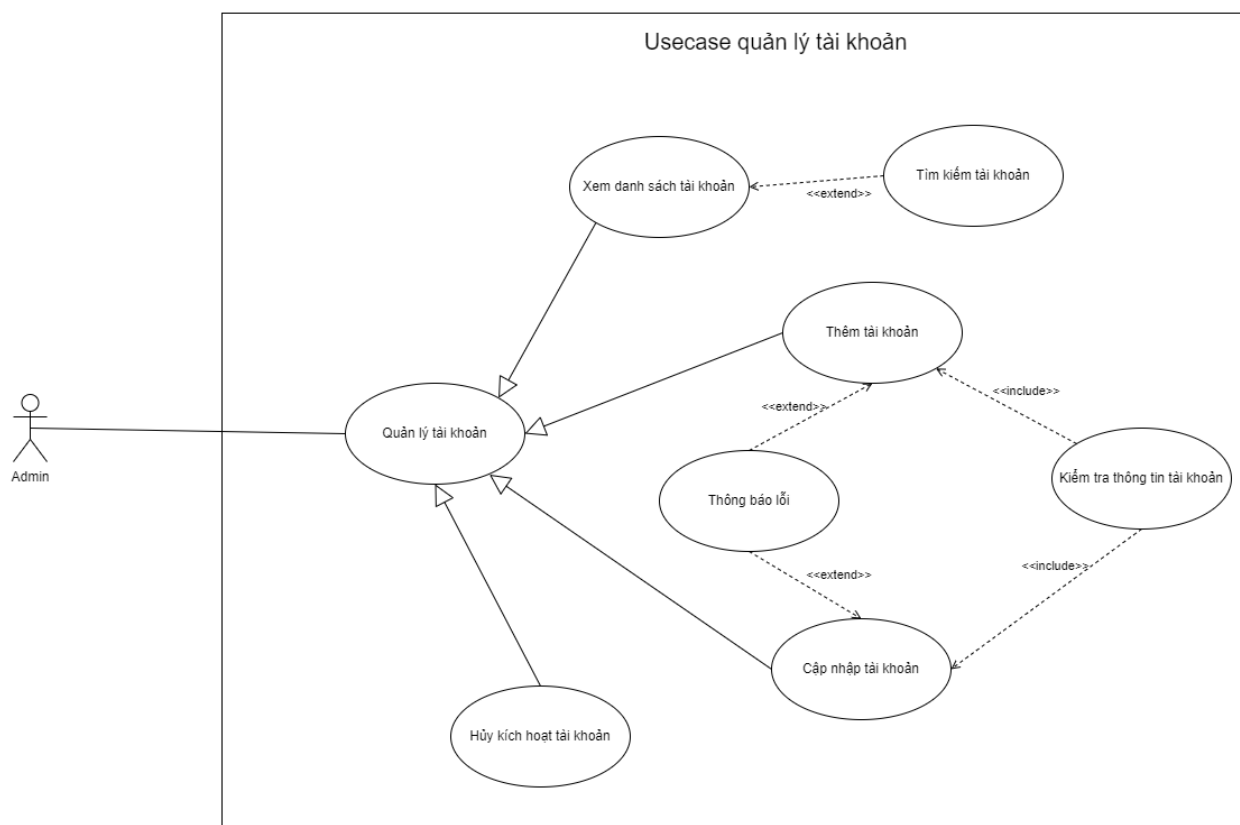 Usecase quản lý tài khoản
Xem danh sách tài khoản
<<extend>>
Tìm kiếm tài khoản
Thêm tài khoản
<<extend>>
<<include>>
Admin
Quản lý tài khoản
Thông báo lỗi
Kiểm tra thông tin tài khoản
<<extend>>
<<include>>
Cập nhập tài khoản
Hủy kích hoạt tài khoản